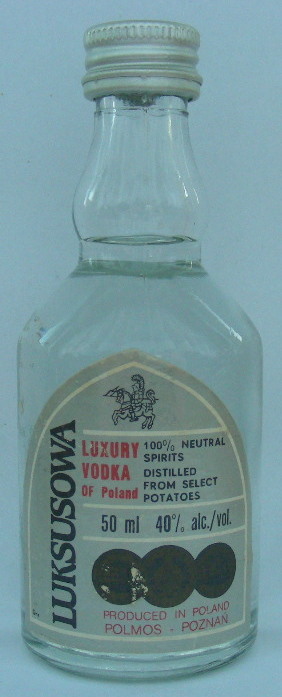 LUKSUSOWA
LUXURY
VODKA
OF Poland
100% NEUTRAL
SPIRITS
DISTILLED
FROM SELECT
POTATOES
50 ml 40% alc./vol.
PRODUCED IN POLAND
POLMOS - POZNAŃ